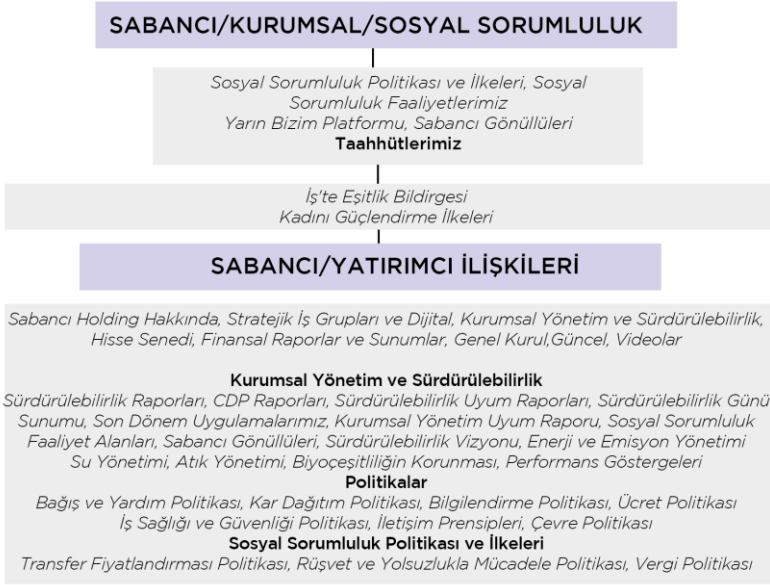 SABANCI/KURUMSAL/SOSYAL SORUMLULUK
Sosyal Sorumluluk Politikası ve İlkeleri, Sosyal
Sorumluluk Faaliyetlerimiz
Yarın Bizim Platformu, Sabancı Gönüllüleri
Taahhütlerimiz
İş'te Eşitlik Bildirgesi
Kadını Güçlendirme İlkeleri
SABANCI/YATIRIMCI İLİŞKİLERİ
Sabancı Holding Hakkında, Stratejik İş Grupları ve Dijital, Kurumsal Yönetim ve Sürdürülebilirlik,
Hisse Senedi, Finansal Raporlar ve Sunumlar, Genel Kurul,Güncel, Videolar
Kurumsal Yönetim ve Sürdürülebilirlik
Sürdürülebilirlik Raporları, CDP Raporları, Sürdürülebilirlik Uyum Raporları, Sürdürülebilirlik Günü
Sunumu, Son Dönem Uygulamalarımız, Kurumsal Yönetim Uyum Raporu, Sosyal Sorumluluk
Faaliyet Alanları, Sabancı Gönüllüleri, Sürdürülebilirlik Vizyonu, Enerji ve Emisyon Yönetimi
Su Yönetimi, Atık Yönetimi, Biyoçeşitliliğin Korunması, Performans Göstergeleri
Politikalar
Bağış ve Yardım Politikası, Kar Dağıtım Politikası, Bilgilendirme Politikası, Ücret Politikası
İş Sağlığı ve Güvenliği Politikası, İletişim Prensipleri, Çevre Politikası
Sosyal Sorumluluk Politikası ve İlkeleri
Transfer Fiyatlandırması Politikası, Rüşvet ve Yolsuzlukla Mücadele Politikası, Vergi Politikası